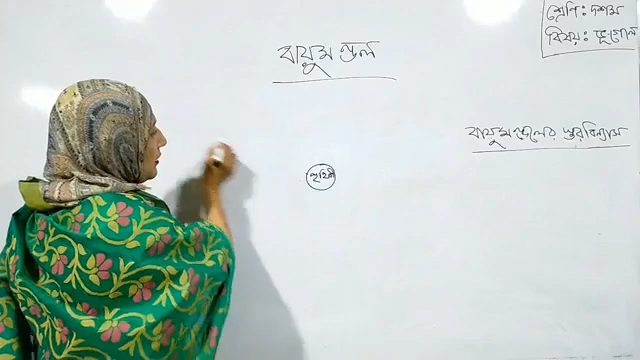 শ্রেণি: দশম
বিষয়: ভূগোল
বায়ুমণ্ডল
বায়ুমণ্ডলের স্তরবিন্যাস
পৃথিবী